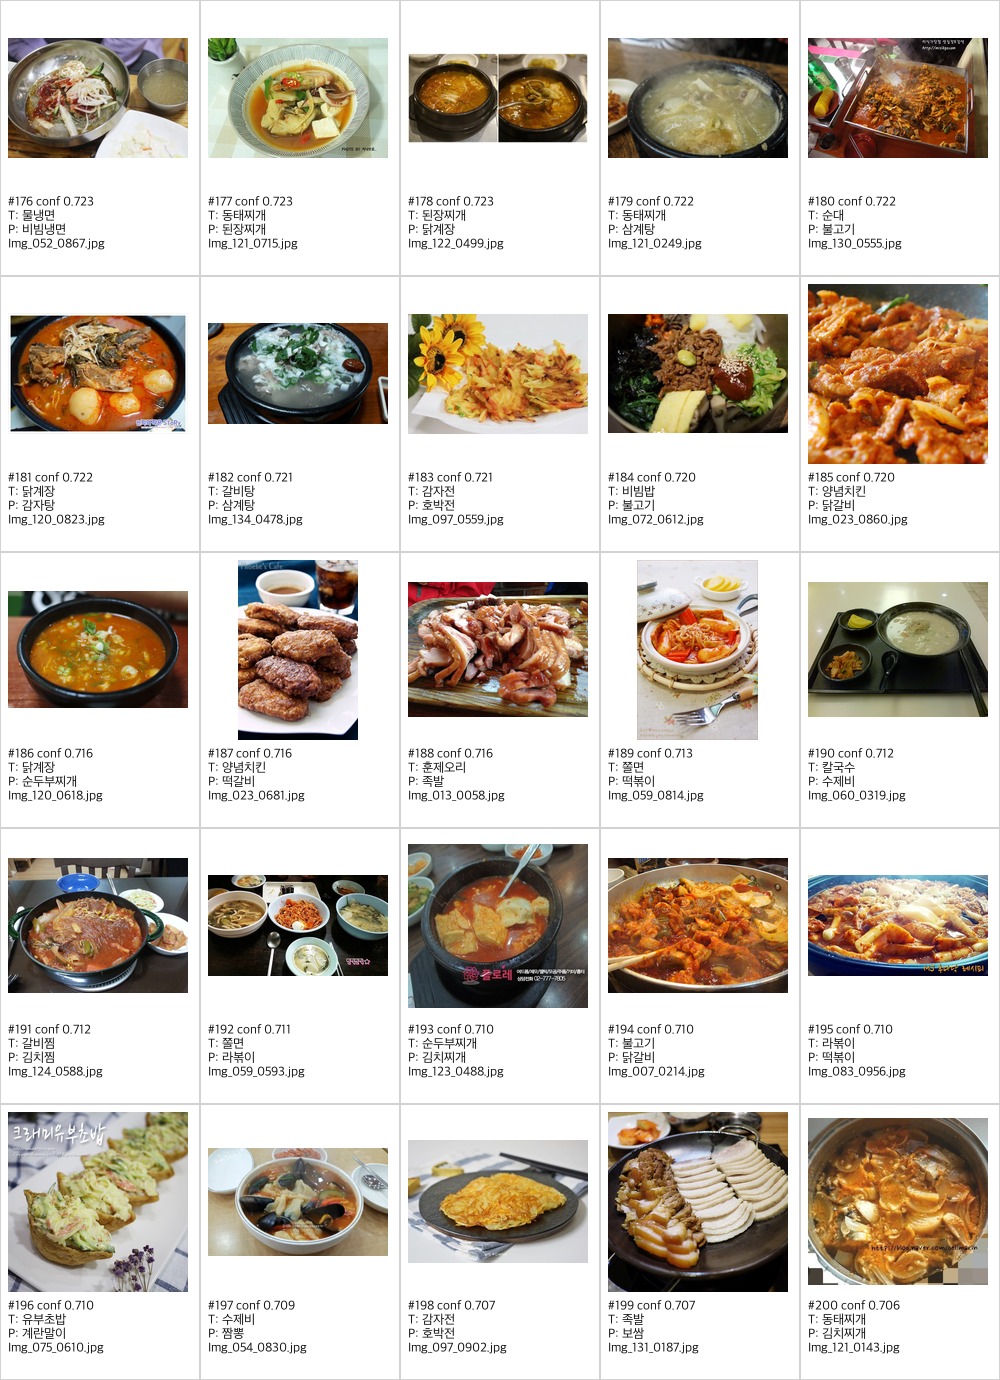 #176 conf 0.723
T: 물냉면
P: 비빔냉면
Img_052_0867.jpg
#177 conf 0.723
T: 동태찌개
P: 된장찌개
Img_121_0715.jpg
#178 conf 0.723
T: 된장찌개
P: 닭계장
Img_122_0499.jpg
#179 conf 0.722
T: 동태찌개
P: 삼계탕
Img_121_0249.jpg
#180 conf 0.722
T: 순대
P: 불고기
Img_130_0555.jpg
#181 conf 0.722
T: 닭계장
P: 감자탕
Img_120_0823.jpg
#182 conf 0.721
T: 갈비탕
P: 삼계탕
Img_134_0478.jpg
#183 conf 0.721
T: 감자전
P: 호박전
Img_097_0559.jpg
#184 conf 0.720
T: 비빔밥
P: 불고기
Img_072_0612.jpg
#185 conf 0.720
T: 양념치킨
P: 닭갈비
Img_023_0860.jpg
#186 conf 0.716
T: 닭계장
P: 순두부찌개
Img_120_0618.jpg
#187 conf 0.716
T: 양념치킨
P: 떡갈비
Img_023_0681.jpg
#188 conf 0.716
T: 훈제오리
P: 족발
Img_013_0058.jpg
#189 conf 0.713
T: 쫄면
P: 떡볶이
Img_059_0814.jpg
#190 conf 0.712
T: 칼국수
P: 수제비
Img_060_0319.jpg
#191 conf 0.712
T: 갈비찜
P: 김치찜
Img_124_0588.jpg
#192 conf 0.711
T: 쫄면
P: 라볶이
Img_059_0593.jpg
플로레
02-777-7805
#193 conf 0.710
T: 순두부찌개
P: 김치찌개
Img_123_0488.jpg
#194 conf 0.710
T: 불고기
P: 닭갈비
Img_007_0214.jpg
#195 conf 0.710
T: 라볶이
P: 떡볶이
Img_083_0956.jpg
크래미유부초밥
#196 conf 0.710
T: 유부초밥
P: 계란말이
Img_075_0610.jpg
#197 conf 0.709
T: 수제비
P: 짬뽕
Img_054_0830.jpg
#198 conf 0.707
T: 감자전
P: 호박전
Img_097_0902.jpg
#199 conf 0.707
T: 족발
P: 보쌈
Img_131_0187.jpg
#200 conf 0.706
T: 동태찌개
P: 김치찌개
Img_121_0143.jpg